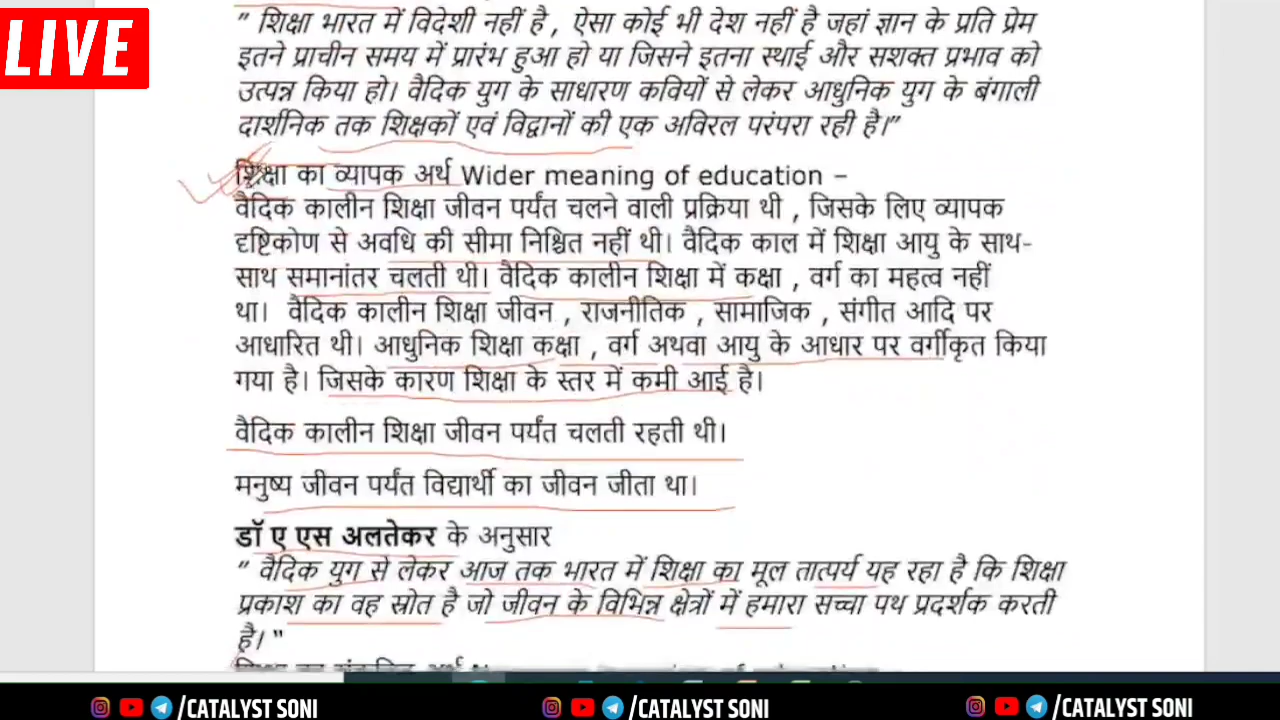 LIVE
" शिक्षा भारत में विदेशी नहीं है , ऐसा कोई भी देश नहीं है जहां ज्ञान के प्रति प्रेम
इतने प्राचीन समय में प्रारंभ हुआ हो या जिसने इतना स्थाई और सशक्त प्रभाव को
उत्पन्न किया हो। वैदिक युग के साधारण कवियों से लेकर आधुनिक युग के बंगाली
दार्शनिक तक शिक्षकों एवं विद्वानों की एक अविरल परंपरा रही है।"
शिक्षा का व्यापक अर्थ Wider meaning of education –
वैदिक कालीन शिक्षा जीवन पर्यंत चलने वाली प्रक्रिया थी , जिसके लिए व्यापक
दृष्टिकोण से अवधि की सीमा निश्चित नहीं थी। वैदिक काल में शिक्षा आयु के साथ-
साथ समानांतर चलती थी। वैदिक कालीन शिक्षा में कक्षा , वर्ग का महत्व नहीं
था। वैदिक कालीन शिक्षा जीवन , राजनीतिक , सामाजिक , संगीत आदि पर
आधारित थी। आधुनिक शिक्षा कक्षा , वर्ग अथवा आयु के आधार पर वर्गीकृत किया
गया है। जिसके कारण शिक्षा के स्तर में कमी आई है।
वैदिक कालीन शिक्षा जीवन पर्यंत चलती रहती थी।
मनुष्य जीवन पर्यंत विद्यार्थी का जीवन जीता था।
डॉ ए एस अलतेकर के अनुसार
" वैदिक युग से लेकर आज तक भारत में शिक्षा का मूल तात्पर्य यह रहा है कि शिक्षा
प्रकाश का वह स्रोत है जो जीवन के विभिन्न क्षेत्रों में हमारा सच्चा पथ प्रदर्शक करती
है। "
/CATALYST SONI /CATALYST SONI /CATALYST SONI